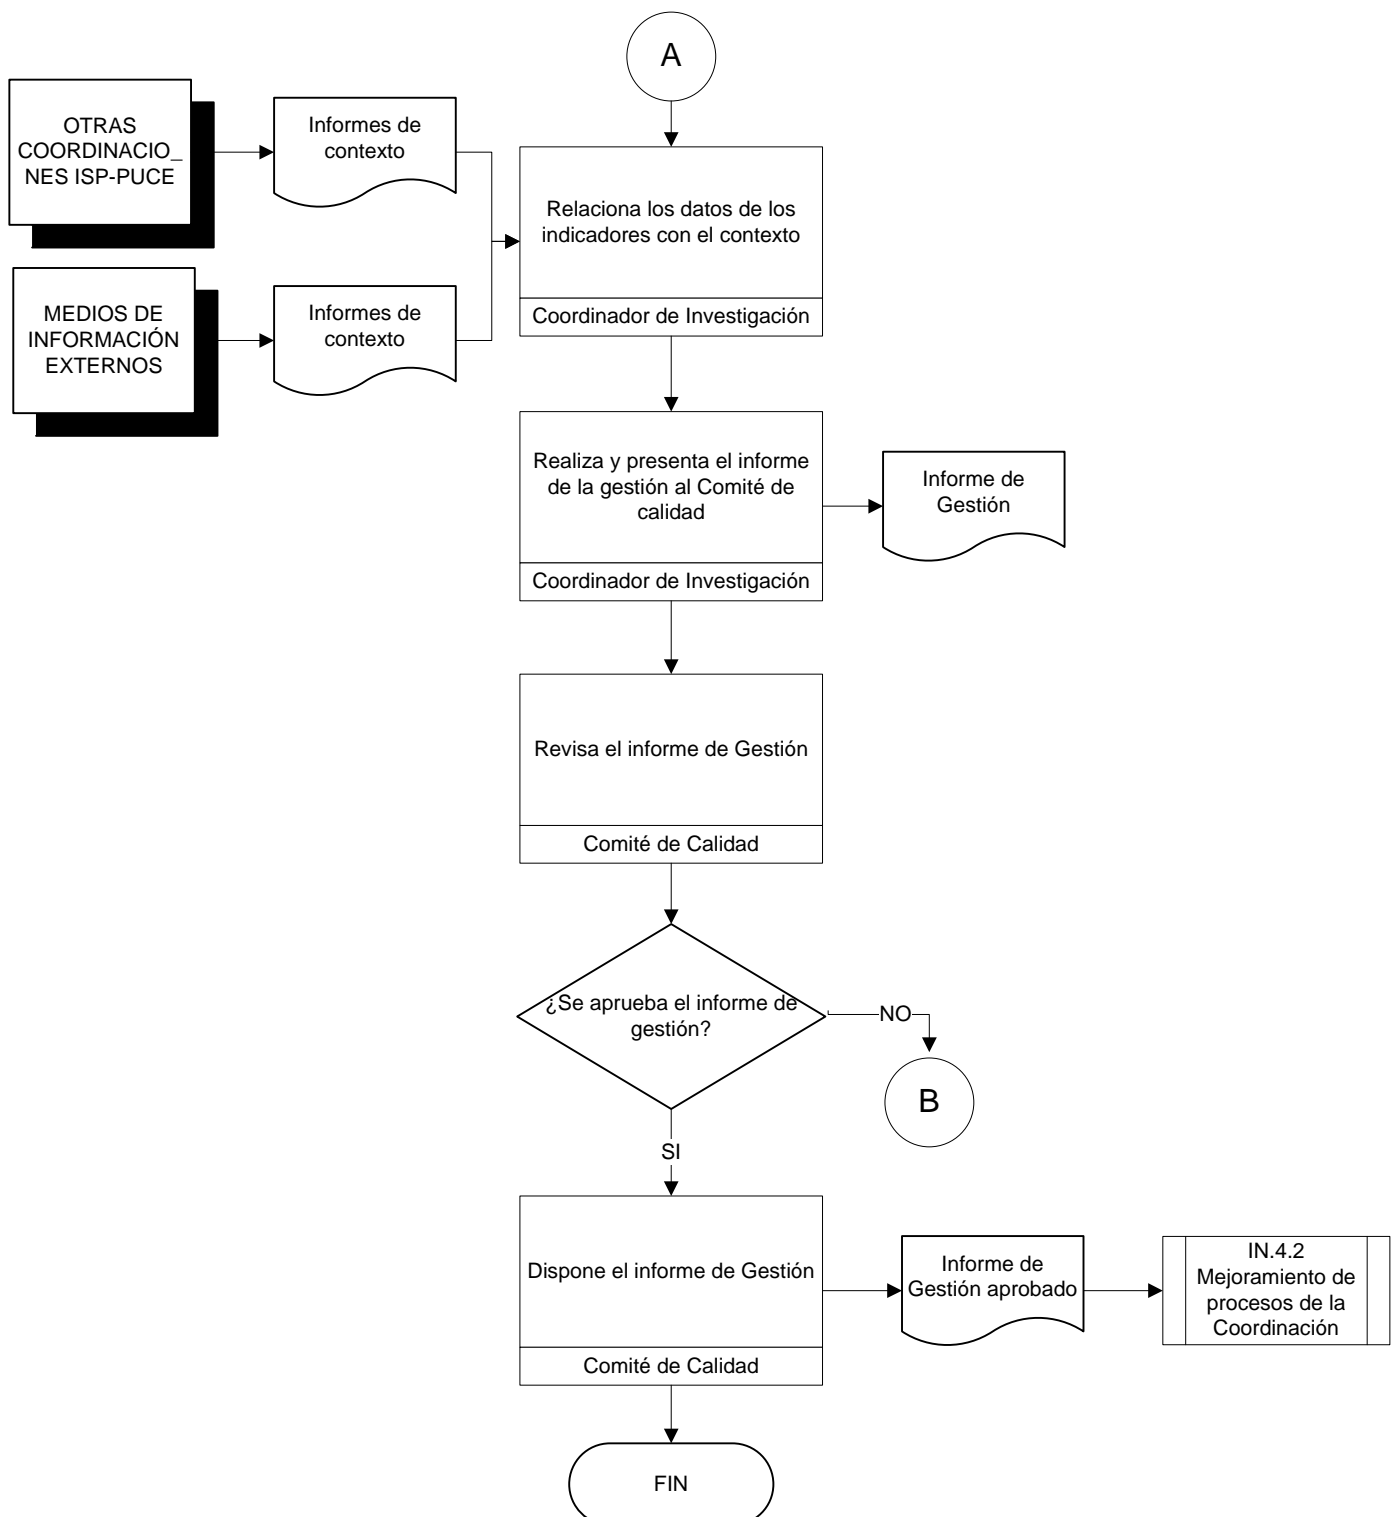 A
OTRAS
COORDINACIO_
NES ISP-PUCE
Informes de
contexto
Relaciona los datos de los
indicadores con el contexto
Coordinador de Investigación
MEDIOS DE
INFORMACIÓN
EXTERNOS
Informes de
contexto
Realiza y presenta el informe
de la gestión al Comité de
calidad
Coordinador de Investigación
Informe de
Gestión
Revisa el informe de Gestión
Comité de Calidad
¿Se aprueba el informe de
gestión?
NO
B
SI
Dispone el informe de Gestión
Comité de Calidad
Informe de
Gestión aprobado
IN.4.2
Mejoramiento de
procesos de la
Coordinación
FIN